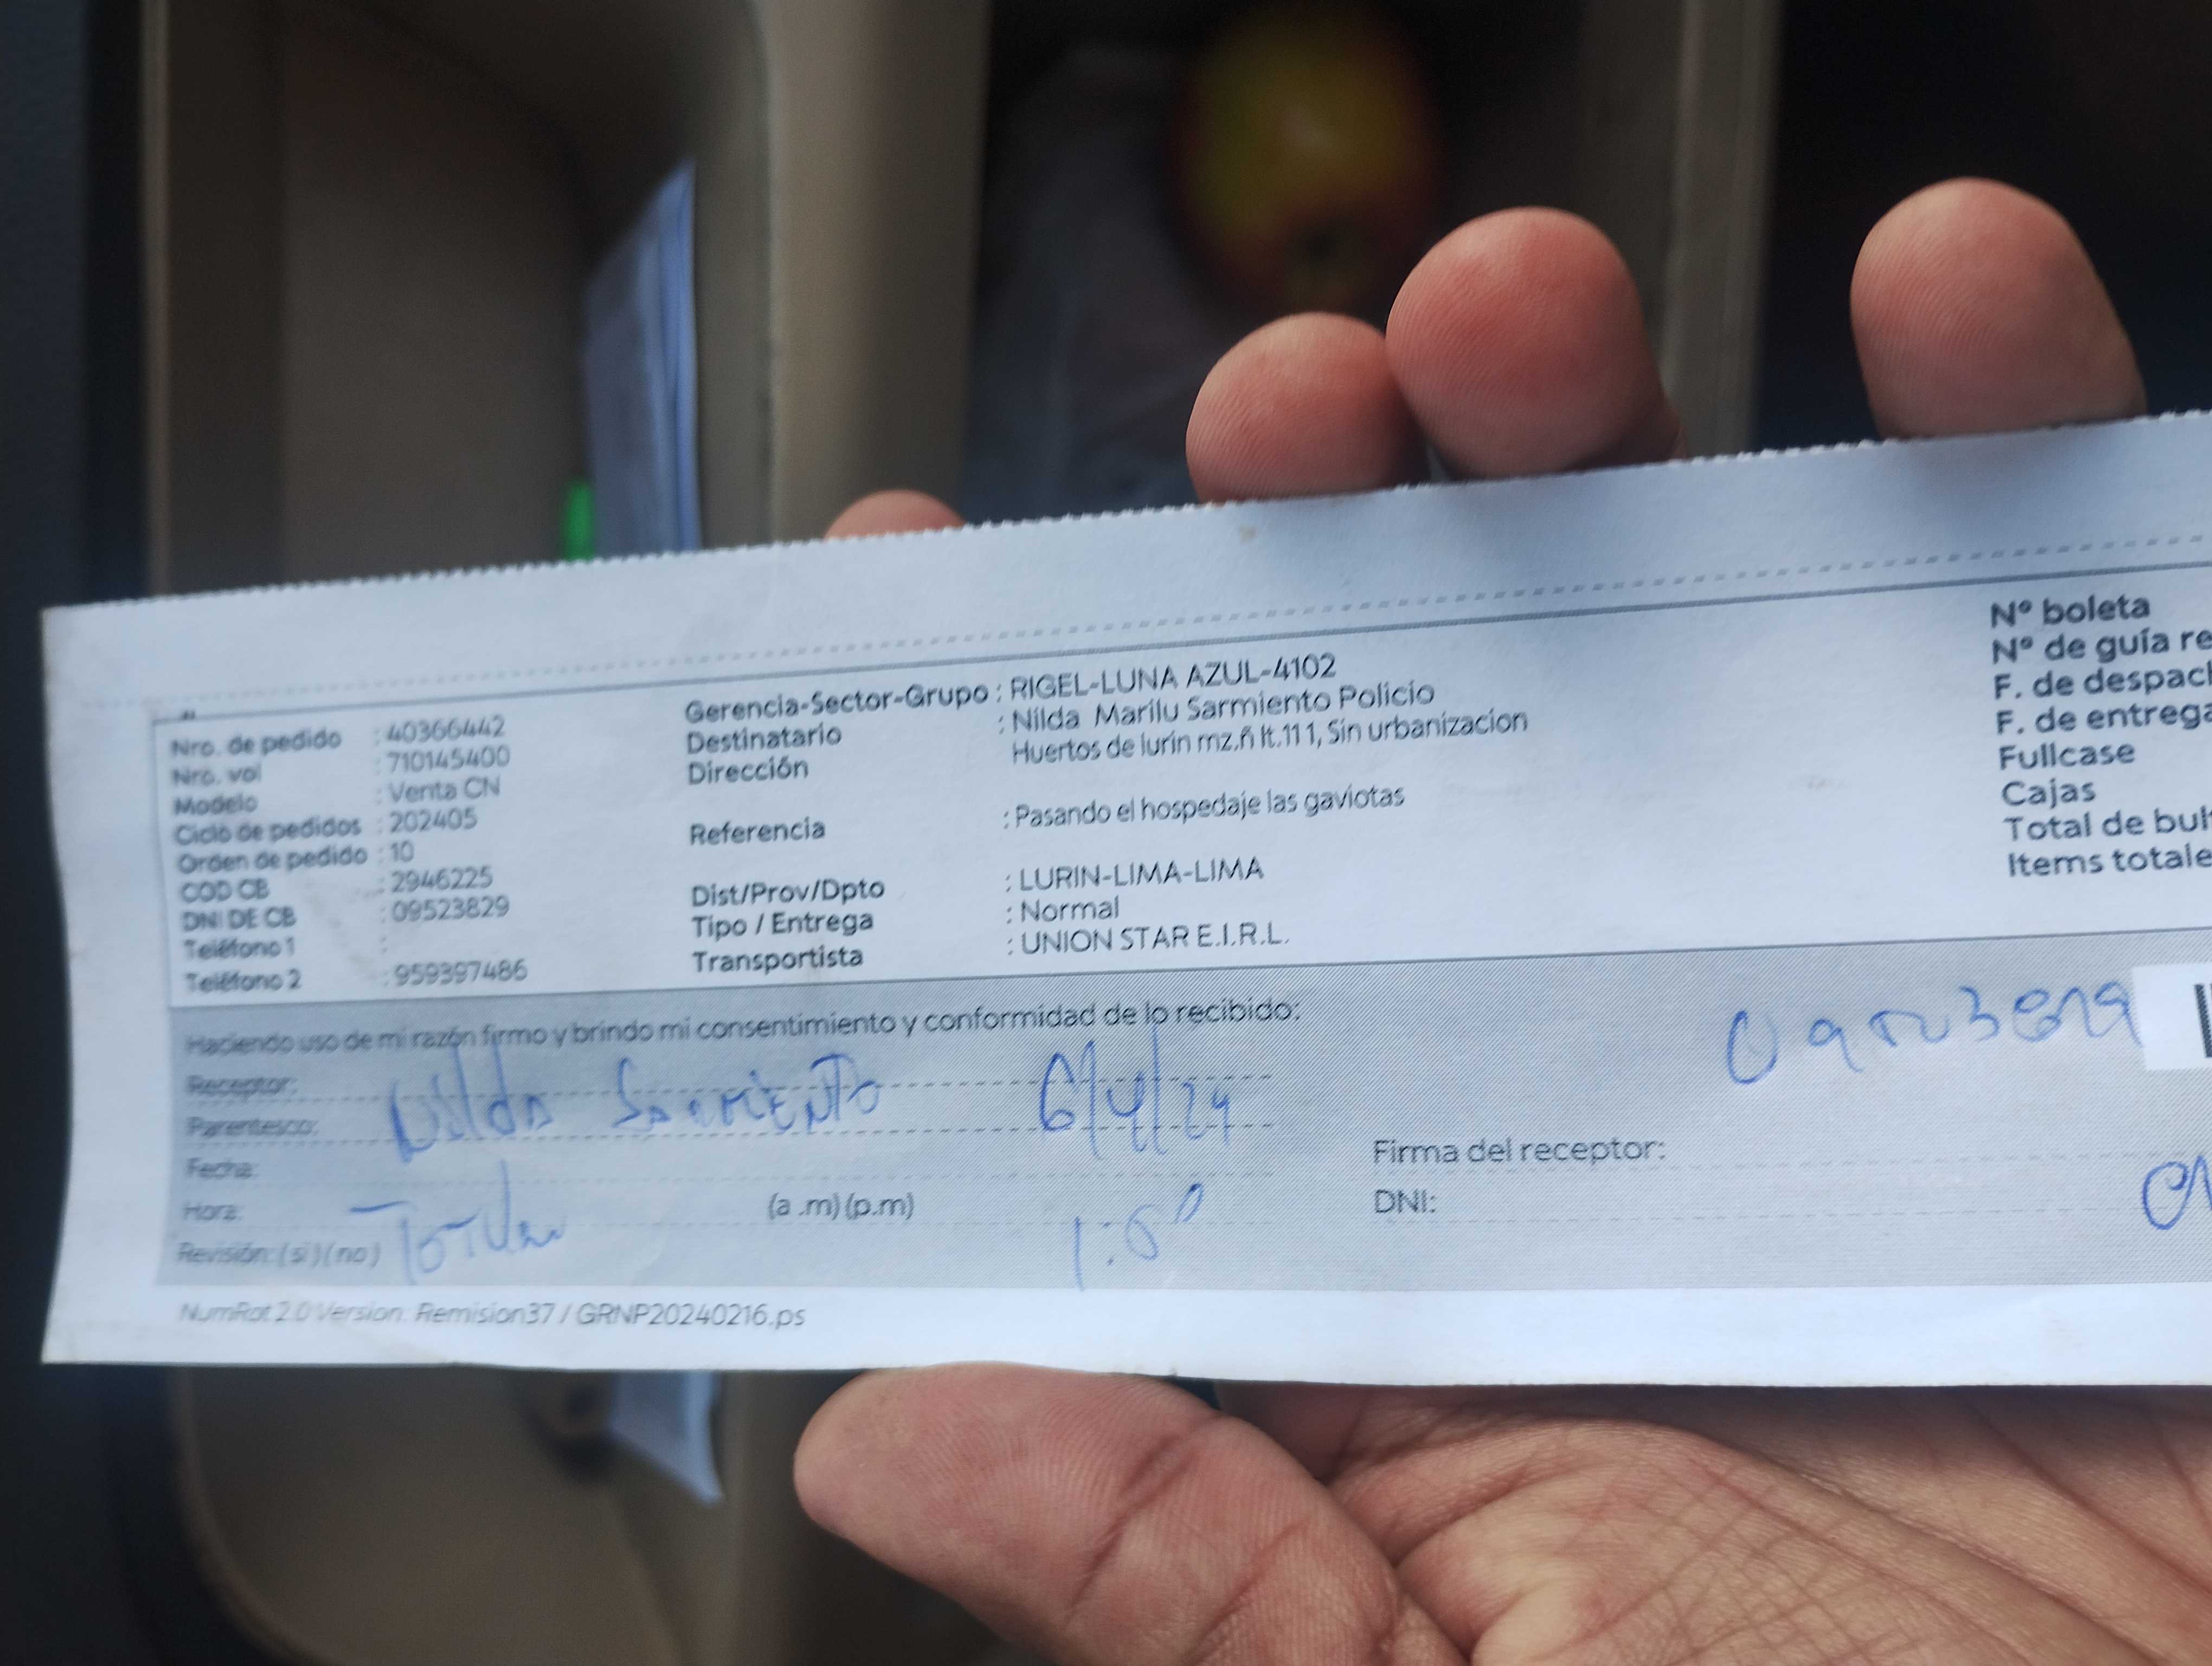 Nro. de pedido : 40366442
Nro. vol : 710145400
Modelo : Venta CN
Ciclo de pedidos : 202405
Orden de pedido : 10
COD CB : 2946225
DNI DE CB : 09523829
Teléfono 1 :
Teléfono 2 : 959397486
Gerencia-Sector-Grupo : RIGEL-LUNA AZUL-4102
Destinatario : Nilda Marilu Sarmiento Policio
Dirección Huertos de lurin mz.ñ lt.111, Sin urbanizacion
Referencia : Pasando el hospedaje las gaviotas
Dist/Prov/Dpto : LURIN-LIMA-LIMA
Tipo / Entrega : Normal
Transportista : UNION STAR E.I.R.L.
Nº boleta
Nº de guía re
F. de despach
F. de entrega
Fullcase
Cajas
Total de bul
Items totale
Haciendo uso de mi razón firmo y brindo mi consentimiento y conformidad de lo recibido:
Receptor:
Nilda Sarmiento 6/4/24
Parentesco:
Fecha:
Hora: (a .m) (p.m)
Revisión: (si) (no) Titular
Firma del receptor:
DNI:
NumRot 2.0 Version: Remision37 / GRNP20240216.ps